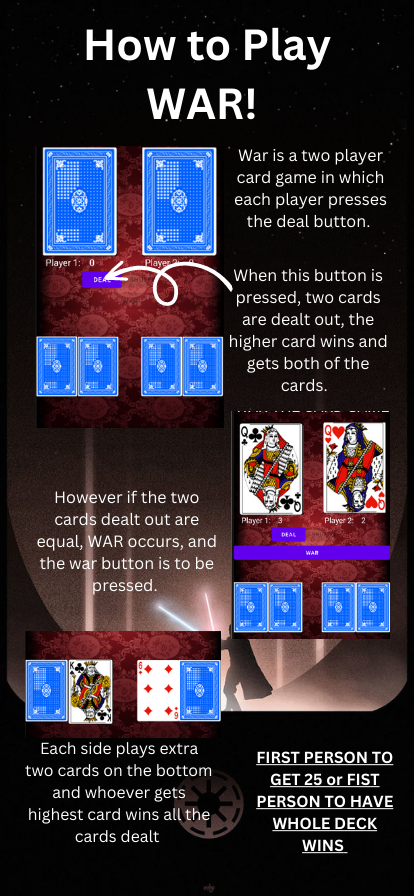 How to Play
WAR!
War is a two player
card game in which
each player presses
the deal button.
Player 1: 0
DEAL
When this button is
pressed, two cards
are dealt out, the
higher card wins and
gets both of the
cards.
Q
Q
Player 1: 3
Player 2: 2
DEAL
WAR
However if the two
cards dealt out are
equal, WAR occurs, and
the war button is to be
pressed.
K
6
9
Each side plays extra
two cards on the bottom
and whoever gets
highest card wins all the
cards dealt
FIRST PERSON TO
GET 25 or FIST
PERSON TO HAVE
WHOLE DECK
WINS